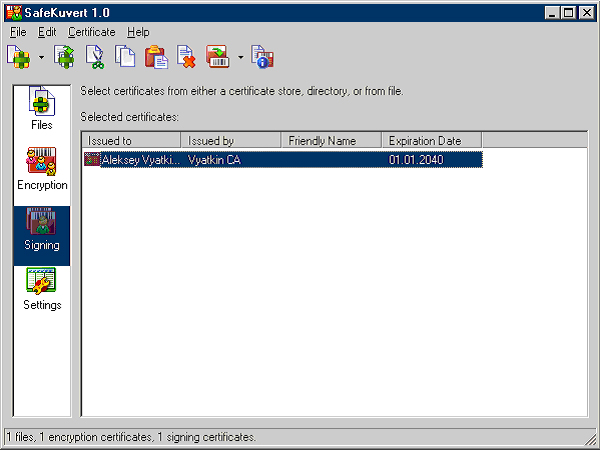 SafeKuvert 1.0
File Edit Certificate Help
Select certificates from either a certificate store, directory, or from file.
Selected certificates:
Files
Encryption
Signing
Settings
Issued to Issued by Friendly Name Expiration Date
Aleksey Vyatki... Vyatkin CA 01.01.2040
1 files, 1 encryption certificates, 1 signing certificates.